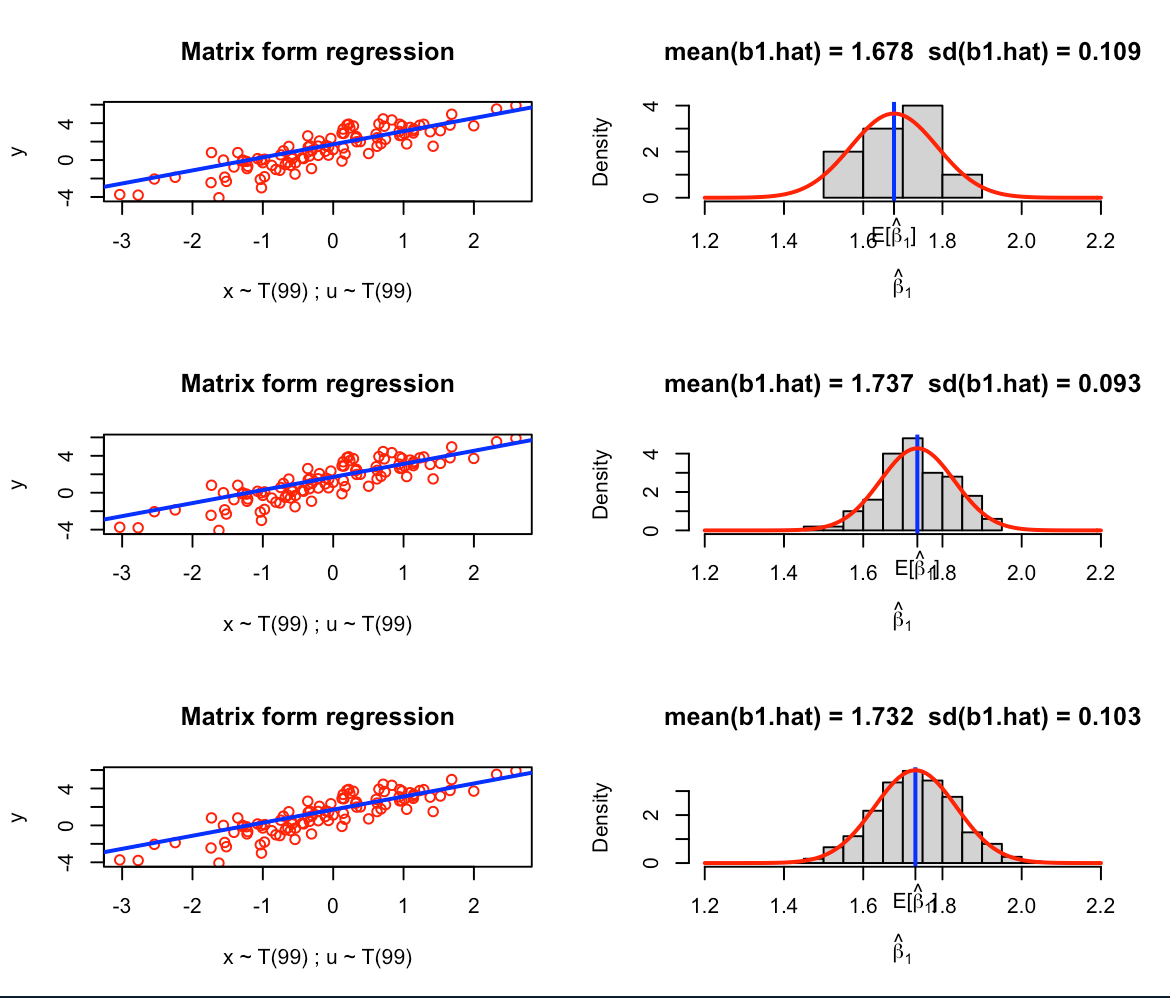 Matrix form regression
mean(b1.hat) = 1.678 sd(b1.hat) = 0.109
y
-4 0 4
-3 -2 -1 0 1 2
x ~ T(99) ; u ~ T(99)
Density
0 2 4
1.2 1.4 1.6 1.8 2.0 2.2
E[β̂₁]
β̂₁
Matrix form regression
mean(b1.hat) = 1.737 sd(b1.hat) = 0.093
y
-4 0 4
-3 -2 -1 0 1 2
x ~ T(99) ; u ~ T(99)
Density
0 2 4
1.2 1.4 1.6 1.8 2.0 2.2
E[β̂₁]
β̂₁
Matrix form regression
mean(b1.hat) = 1.732 sd(b1.hat) = 0.103
y
-4 0 4
-3 -2 -1 0 1 2
x ~ T(99) ; u ~ T(99)
Density
0 2
1.2 1.4 1.6 1.8 2.0 2.2
E[β̂₁]
β̂₁